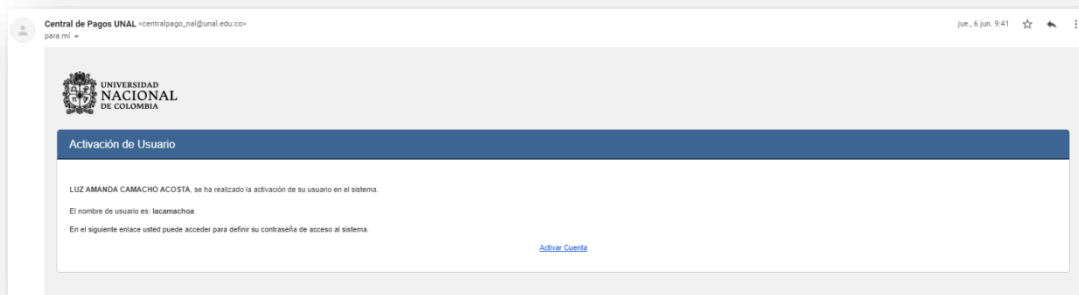 Central de Pagos UNAL <centralpago_nal@unal.edu.co>
jue., 6 jun. 9:41
para mí
UNIVERSIDAD
NACIONAL
DE COLOMBIA
Activación de Usuario
LUZ AMANDA CAMACHO ACOSTA, se ha realizado la activación de su usuario en el sistema.
El nombre de usuario es: lacamachoa
En el siguiente enlace usted puede acceder para definir su contraseña de acceso al sistema.
Activar Cuenta